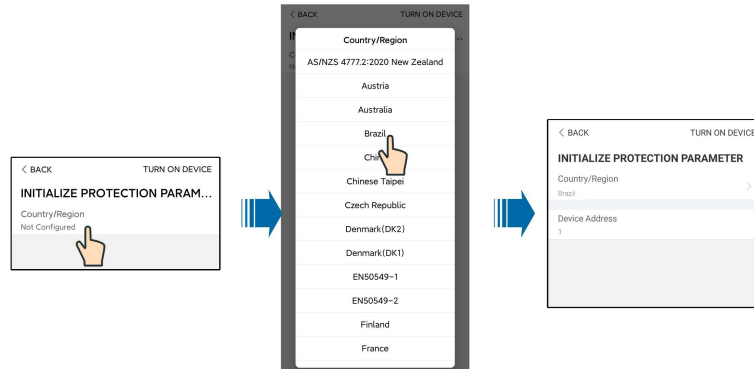 < BACK TURN ON DEVICE
INITIALIZE PROTECTION PARAM...
Country/Region
Not Configured
< BACK TURN ON DEVICE
Country/Region
AS/NZS 4777.2:2020 New Zealand
Austria
Australia
Brazil
Chinese Taipei
Czech Republic
Denmark(DK2)
Denmark(DK1)
EN50549-1
EN50549-2
Finland
France
< BACK TURN ON DEVICE
INITIALIZE PROTECTION PARAMETER
Country/Region
Brazil
Device Address
1